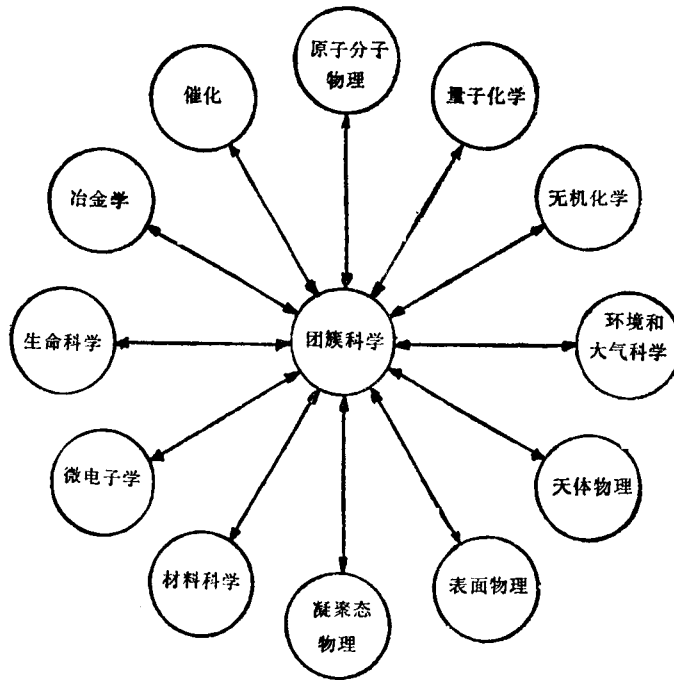 原子分子
物理
催化
量子化学
冶金学
无机化学
生命科学
团簇科学
环境和
大气科学
微电子学
天体物理
材料科学
表面物理
凝聚态
物理